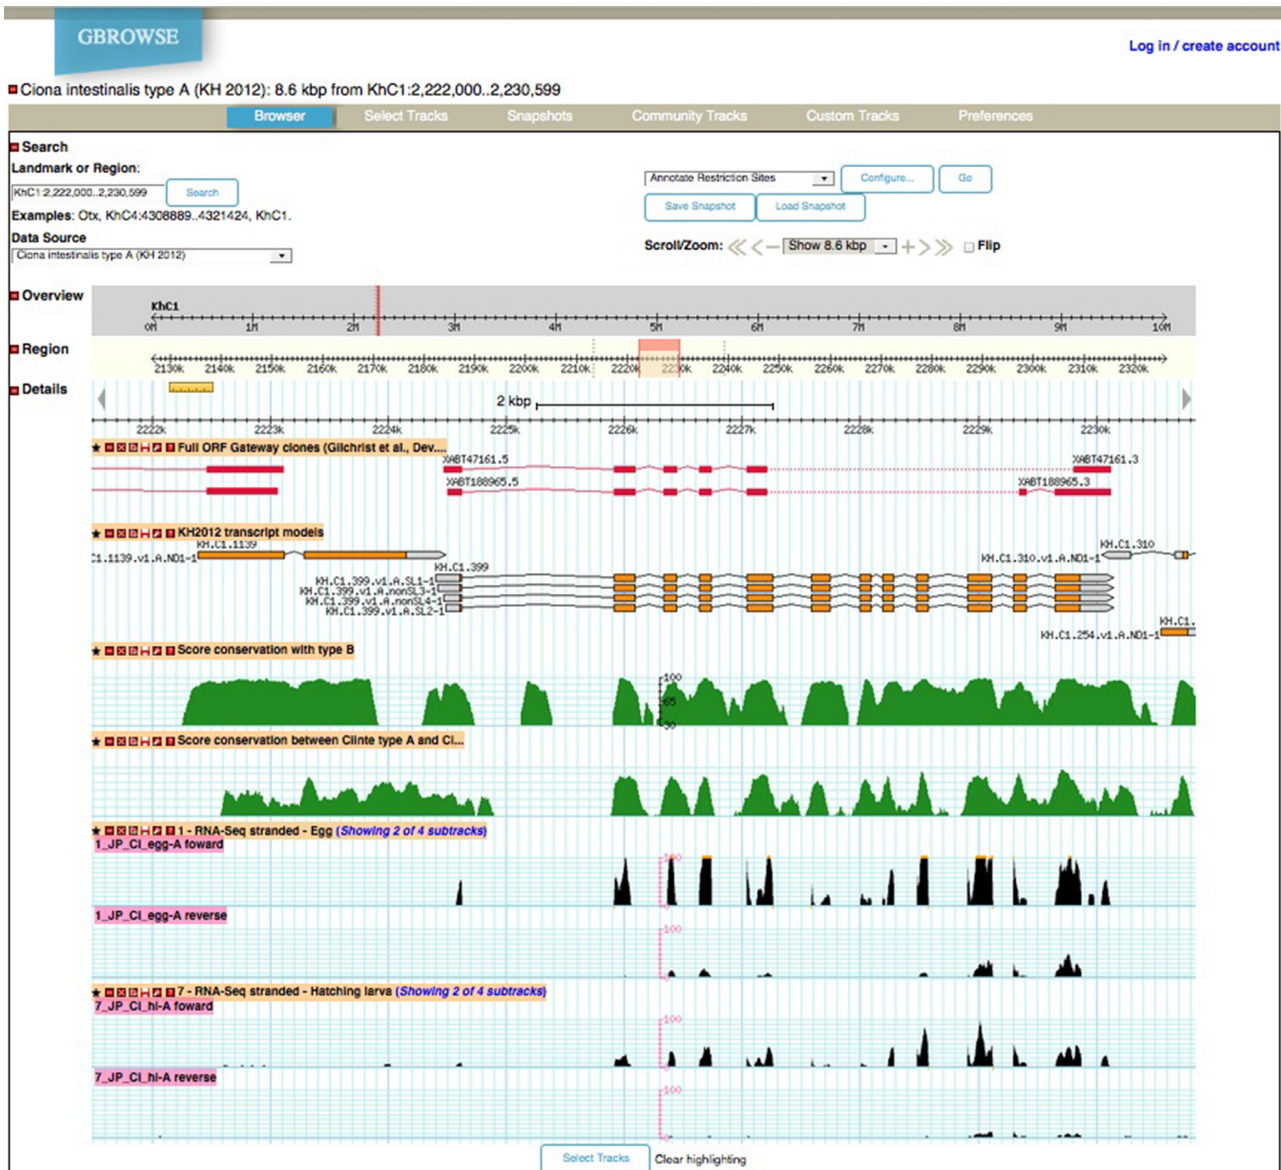 GBROWSE
Log in / create account
Ciona intestinalis type A (KH 2012): 8.6 kbp from KhC1:2,222,000..2,230,599
Browser Select Tracks Snapshots Community Tracks Custom Tracks Preferences
Search
Landmark or Region:
KhC1:2,222,000..2,230,599 Search
Annotate Restriction Sites Configure... Go
Save Snapshot Load Snapshot
Examples: Otx, KhC4:4308889..4321424, KhC1.
Data Source
Ciona intestinalis type A (KH 2012)
Scroll/Zoom: Show 8.6 kbp Flip
Overview
KhC1
0M 1M 2M 3M 4M 5M 6M 7M 8M 9M 10M
Region
2130k 2140k 2150k 2160k 2170k 2180k 2190k 2200k 2210k 2220k 2230k 2240k 2250k 2260k 2270k 2280k 2290k 2300k 2310k 2320k
Details
2 kbp
2222k 2223k 2224k 2225k 2226k 2227k 2228k 2229k 2230k
Full ORF Gateway clones (Gilchrist et al., Dev....
XABT47161.5 XABT47161.3
XABT188965.5 XABT188965.3
KH2012 transcript models
KH.C1.1139 KH.C1.310
C1.1139.v1.A.ND1-1 KH.C1.310.v1.A.ND1-1
KH.C1.399
KH.C1.399.v1.A.SL1-1
KH.C1.399.v1.A.nonSL3-1
KH.C1.399.v1.A.nonSL4-1
KH.C1.399.v1.A.SL2-1
KH.C1.
KH.C1.254.v1.A.ND1-1
Score conservation with type B
100
65
30
Score conservation between Ciinte type A and Ci...
1 - RNA-Seq stranded - Egg (Showing 2 of 4 subtracks)
1_JP_CI_egg-A foward
100
1_JP_CI_egg-A reverse
100
7 - RNA-Seq stranded - Hatching larva (Showing 2 of 4 subtracks)
7_JP_CI_hl-A foward
100
7_JP_CI_hl-A reverse
100
Select Tracks Clear highlighting